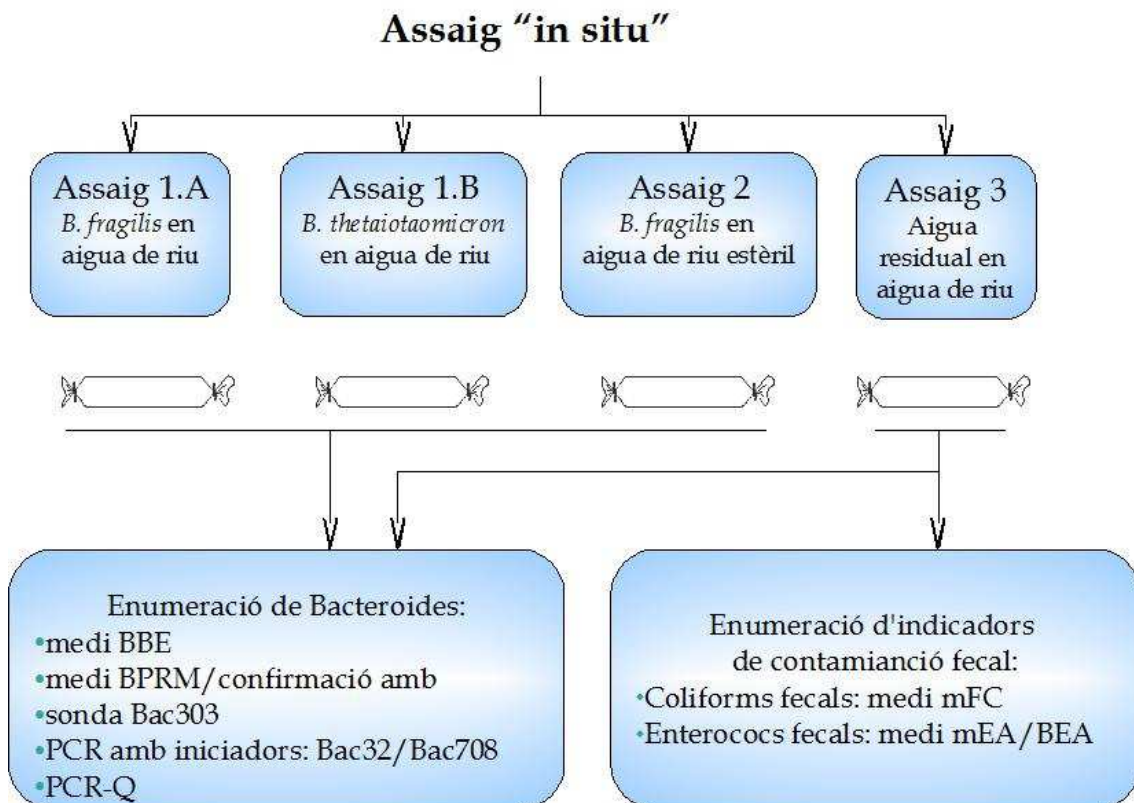 Assaig “in situ”
Assaig 1.A
B. fragilis en
aigua de riu
Assaig 1.B
B. thetaiotaomicron
en aigua de riu
Assaig 2
B. fragilis en
aigua de riu estèril
Assaig 3
Aigua
residual en
aigua de riu
Enumeració de Bacteroides:
•medi BBE
•medi BPRM/confirmació amb
•sonda Bac303
•PCR amb iniciadors: Bac32/Bac708
•PCR-Q
Enumeració d'indicadors
de contamianció fecal:
•Coliforms fecals: medi mFC
•Enterococs fecals: medi mEA/BEA